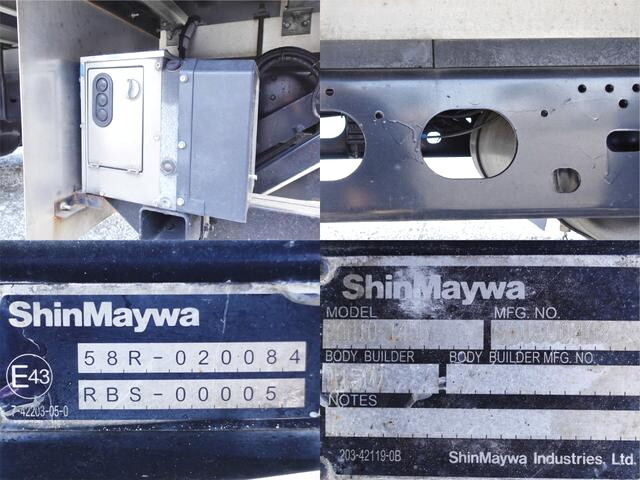 ShinMaywa
58R-020084
E43
RBS-00005
7-42203-05-0
ShinMaywa
MODEL MFG. NO.
BODY BUILDER BODY BUILDER MFG. NO.
NOTES
203-42119-0B ShinMaywa Industries, Ltd.